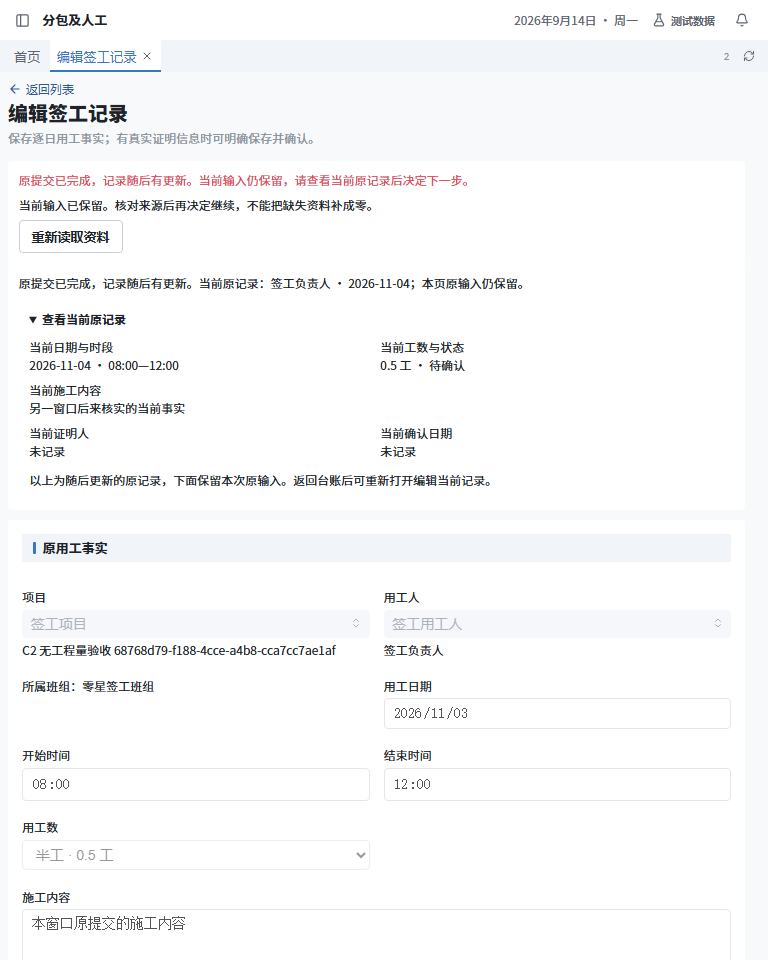 分包及人工
2026年9月14日 · 周一
测试数据
首页
编辑签工记录 ×
2
← 返回列表
编辑签工记录
保存逐日用工事实；有真实证明信息时可明确保存并确认。
原提交已完成，记录随后有更新。当前输入仍保留，请查看当前原记录后决定下一步。
当前输入已保留。核对来源后再决定继续，不能把缺失资料补成零。
重新读取资料
原提交已完成，记录随后有更新。当前原记录：签工负责人 · 2026-11-04；本页原输入仍保留。
▼ 查看当前原记录
当前日期与时段
当前工数与状态
2026-11-04 · 08:00—12:00
0.5 工 · 待确认
当前施工内容
另一窗口后来核实的当前事实
当前证明人
当前确认日期
未记录
未记录
以上为随后更新的原记录，下面保留本次原输入。返回台账后可重新打开编辑当前记录。
原用工事实
项目
用工人
签工项目
签工用工人
C2 无工程量验收 68768d79-f188-4cce-a4b8-cca7cc7ae1af
签工负责人
所属班组：零星签工班组
用工日期
2026/11/03
开始时间
结束时间
08:00
12:00
用工数
半工 · 0.5 工
施工内容
本窗口原提交的施工内容